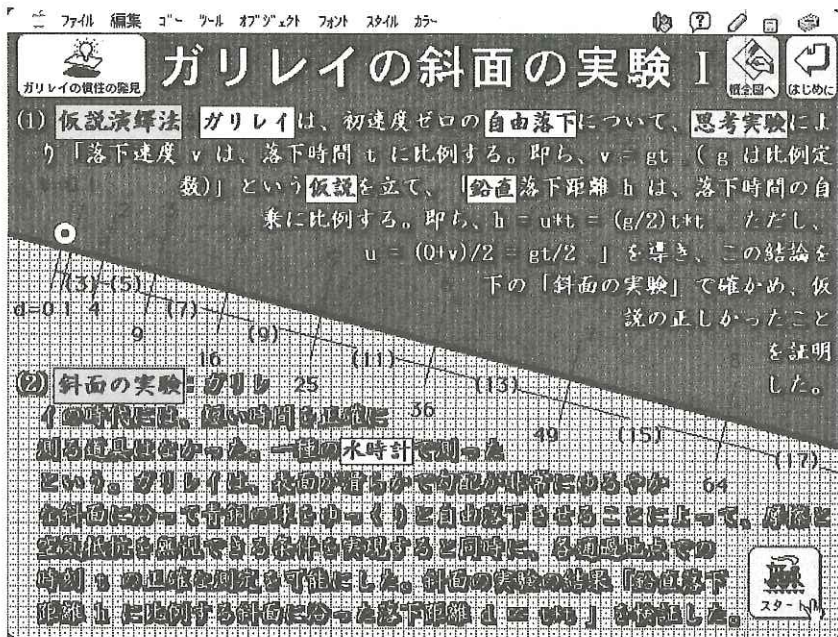 ファイル 編集 ゴー ツール オブジェクト フォント スタイル カラー
ガリレイの慣性の発見
ガリレイの斜面の実験 I
概念図へ
はじめに
(1) 仮説演繹法 ガリレイは、初速度ゼロの自由落下について、思考実験によ
り「落下速度 v は、落下時間 t に比例する。即ち、v = gt ( g は比例定
数)」という仮説を立て、「鉛直落下距離 h は、落下時間の自
乗に比例する。即ち、h = u*t = (g/2)t*t ただし、
u = (0+v)/2 = gt/2 」を導き、この結論を
下の「斜面の実験」で確かめ、仮
説の正しかったこと
を証明
した。
(3) (5)
d=0 1 4 (7)
9 (9)
16 (11)
25 (13)
36 (15)
49 (17)
64
(2) 斜面の実験：ガリレ
イの時代には、短い時間を正確に
測る道具はなかった。一種の水時計で測った
という。ガリレイは、表面が滑らかで勾配が非常にゆるやか
な斜面に沿って青銅の球をゆっくりと自由落下させることによって、摩擦と
空気抵抗を無視できる条件を実現すると同時に、各通過地点での
時刻 t の正確な測定を可能にした。斜面の実験の結果「鉛直落下
距離 h に比例する斜面に沿った落下距離 d = t*t 」を検証した。
スタート